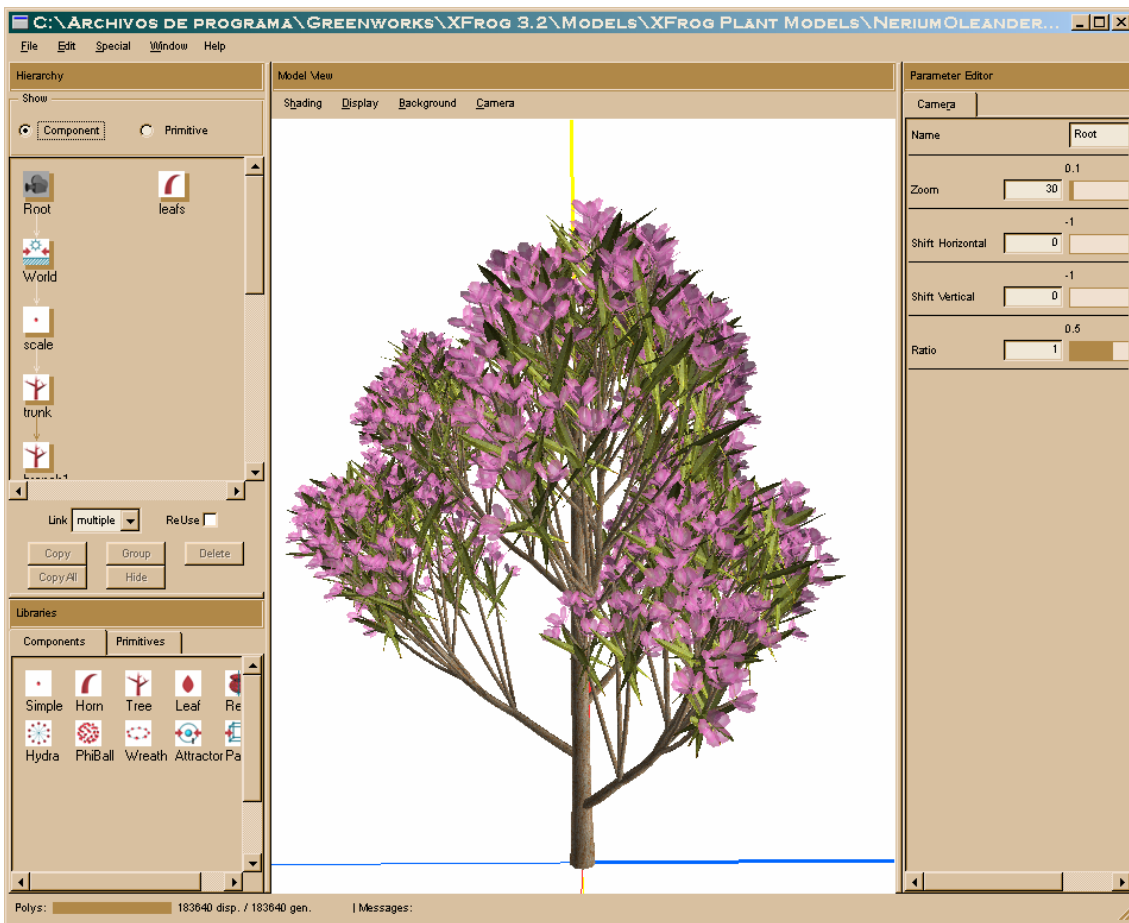 C:\Archivos de programa\Greenworks\XFrog 3.2\Models\XFrog Plant Models\NeriumOleander...
File Edit Special Window Help
Hierarchy
Show
Component Primitive
Root leafs
World
scale
trunk
branch1
Link multiple ReUse
Copy Group Delete
Copy All Hide
Libraries
Components Primitives
Simple Horn Tree Leaf Re
Hydra PhiBall Wreath Attractor Pa
Model View
Shading Display Background Camera
Parameter Editor
Camera
Name Root
0.1
Zoom 30
-1
Shift Horizontal 0
-1
Shift Vertical 0
0.5
Ratio 1
Polys: 183640 disp. / 183640 gen. | Messages: